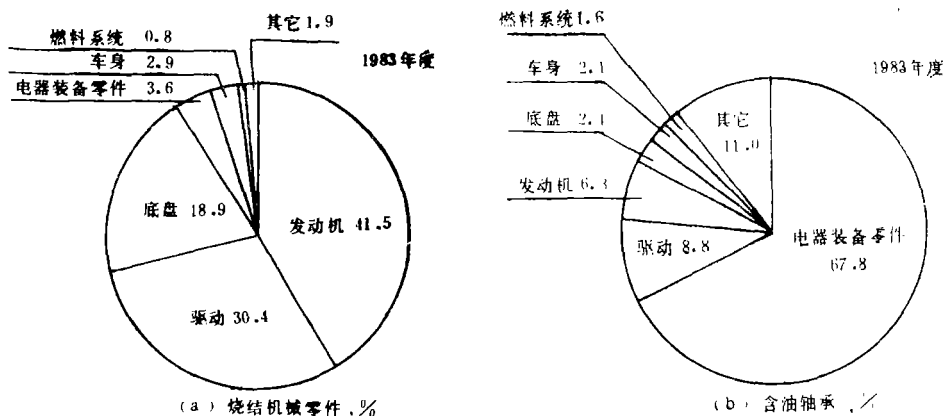 其它 1.9
燃料系统 0.8
车身 2.9
电器装备零件 3.6
1983年度
底盘 18.9
发动机 41.5
驱动 30.4
(a) 烧结机械零件,%
燃料系统 1.6
车身 2.1
底盘
发动机
其它
11.0
1983年度
驱动 8.8
电器装备零件
67.8
(b) 含油轴承,